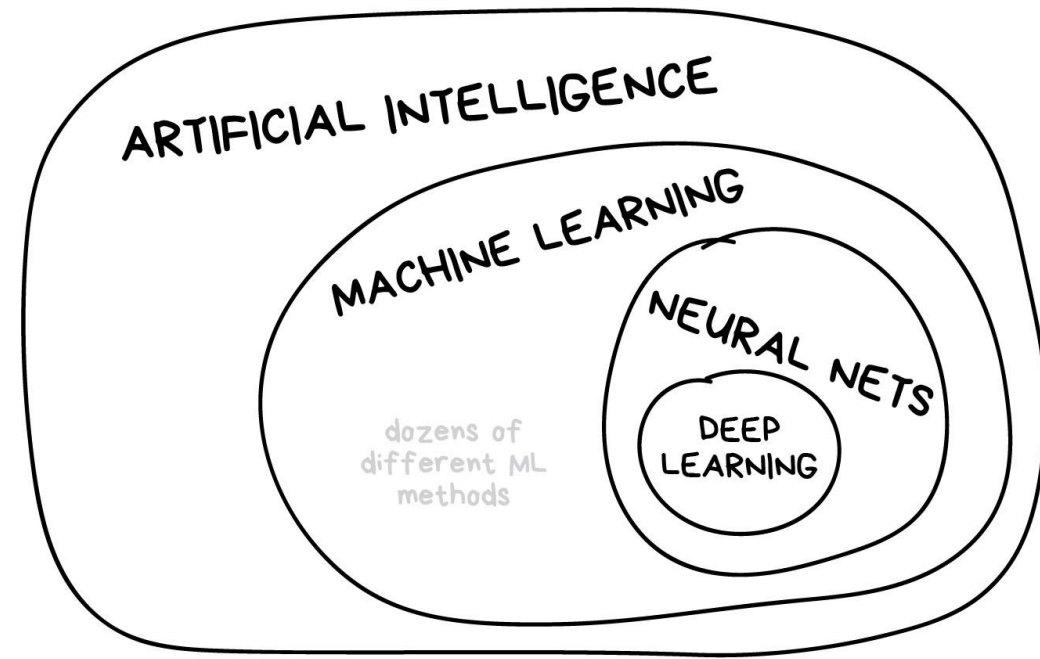 ARTIFICIAL INTELLIGENCE
MACHINE LEARNING
NEURAL NETS
DEEP
LEARNING
dozens of
different ML
methods